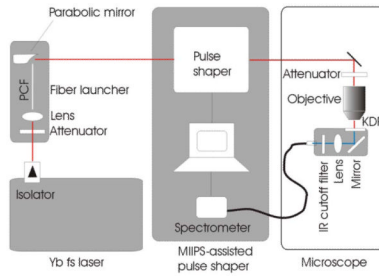 Parabolic mirror
PCF
Fiber launcher
Lens
Attenuator
Isolator
Yb fs laser
Pulse
shaper
Spectrometer
MIIPS-assisted
pulse shaper
Attenuator
Objective
KDP
IR cutoff filter
Lens
Mirror
Microscope